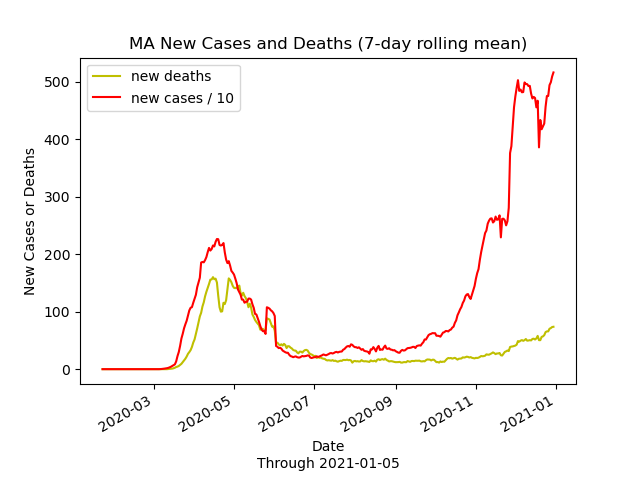 MA New Cases and Deaths (7-day rolling mean)
new deaths
new cases / 10
New Cases or Deaths
500
400
300
200
100
0
2020-03
2020-05
2020-07
2020-09
2020-11
2021-01
Date
Through 2021-01-05